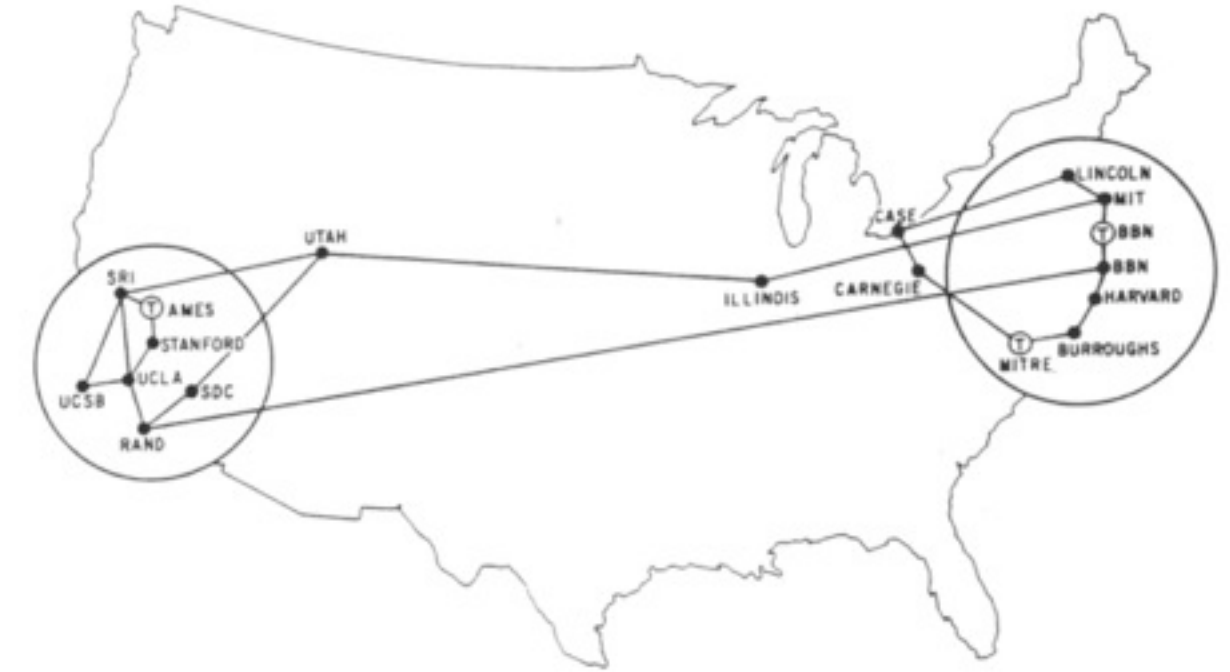 LINCOLN
MIT
CASE
T BBN
UTAH
BBN
SRI
ILLINOIS
CARNEGIE
HARVARD
T AMES
STANFORD
BURROUGHS
T
MITRE
UCLA
SDC
UCSB
RAND